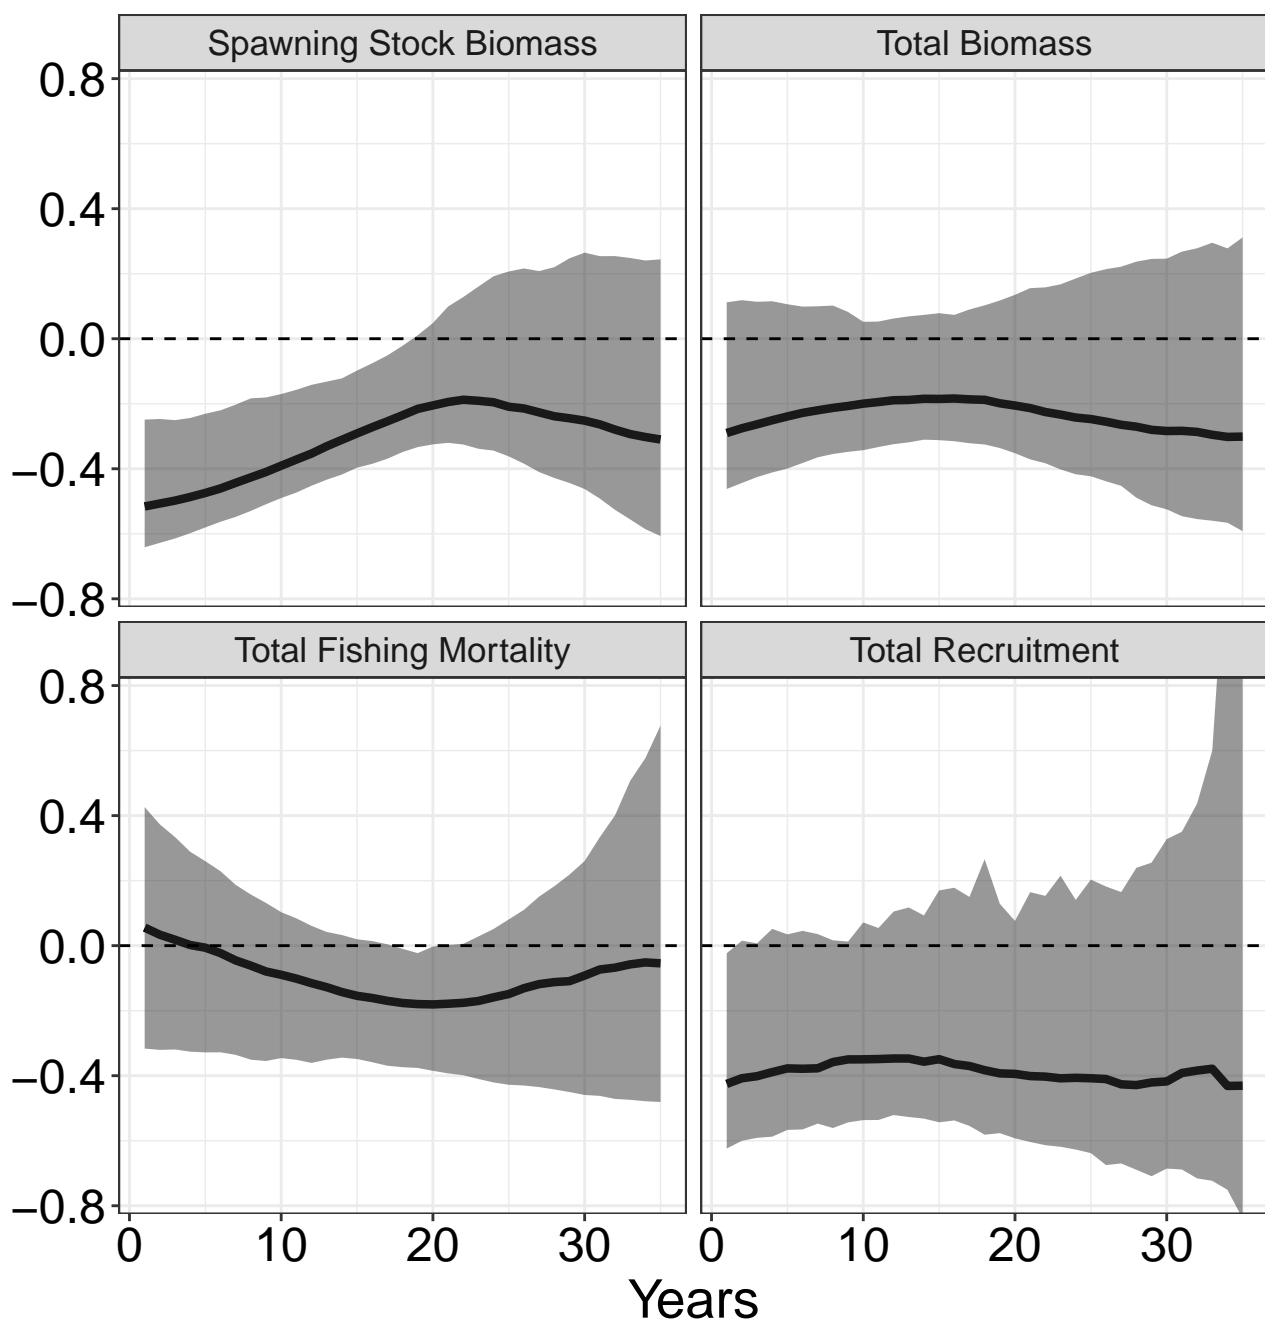 Spawning Stock Biomass
Total Biomass
0.8
0.4
0.0
−0.4
−0.8
Total Fishing Mortality
Total Recruitment
0.8
0.4
0.0
−0.4
−0.8
0 10 20 30
0 10 20 30
Years